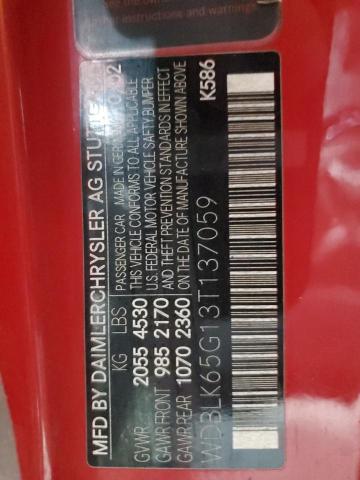 and warnings
MFD BY DAIMLERCHRYSLER AG
KG LBS PASSENGER CAR MADE IN
GVWR 2055 4530 THIS VEHICLE CONFORMS TO ALL APPLICABLE
GAWR FRONT 985 2170 U.S. FEDERAL MOTOR VEHICLE SAFETY, BUMPER
GAWR REAR 1070 2360 AND THEFT PREVENTION STANDARDS IN EFFECT
ON THE DATE OF MANUFACTURE SHOWN ABOVE
WDBLK65G13T137059 K586